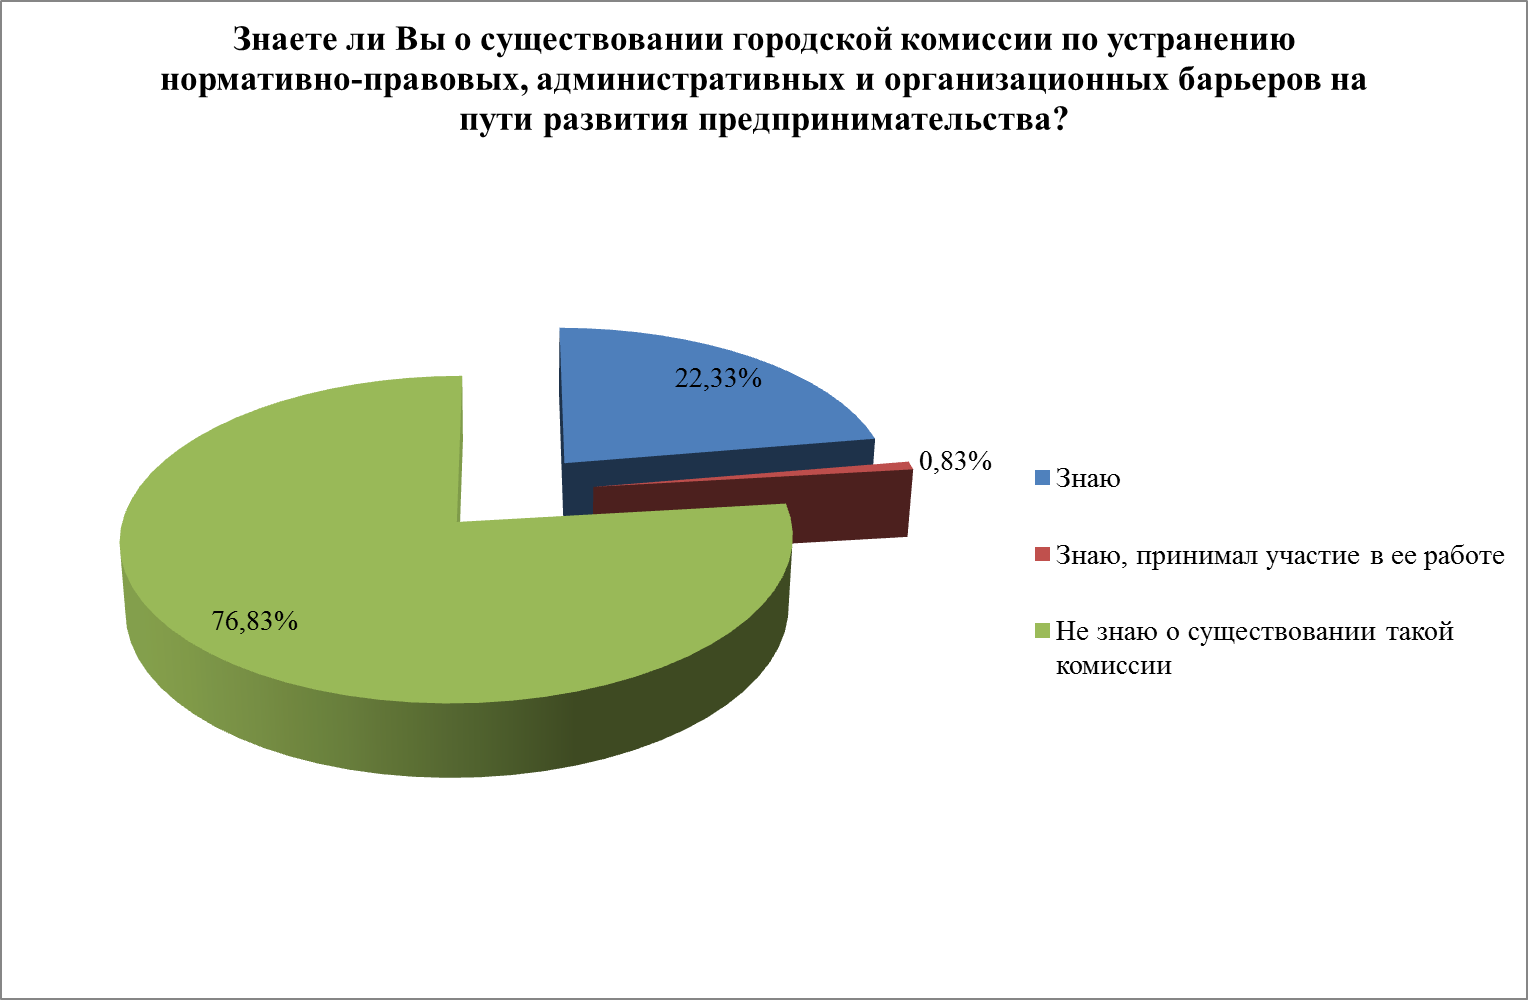 Знаете ли Вы о существовании городской комиссии по устранению
нормативно-правовых, административных и организационных барьеров на
пути развития предпринимательства?
22,33%
0,83%
76,83%
Знаю
Знаю, принимал участие в ее работе
Не знаю о существовании такой
комиссии